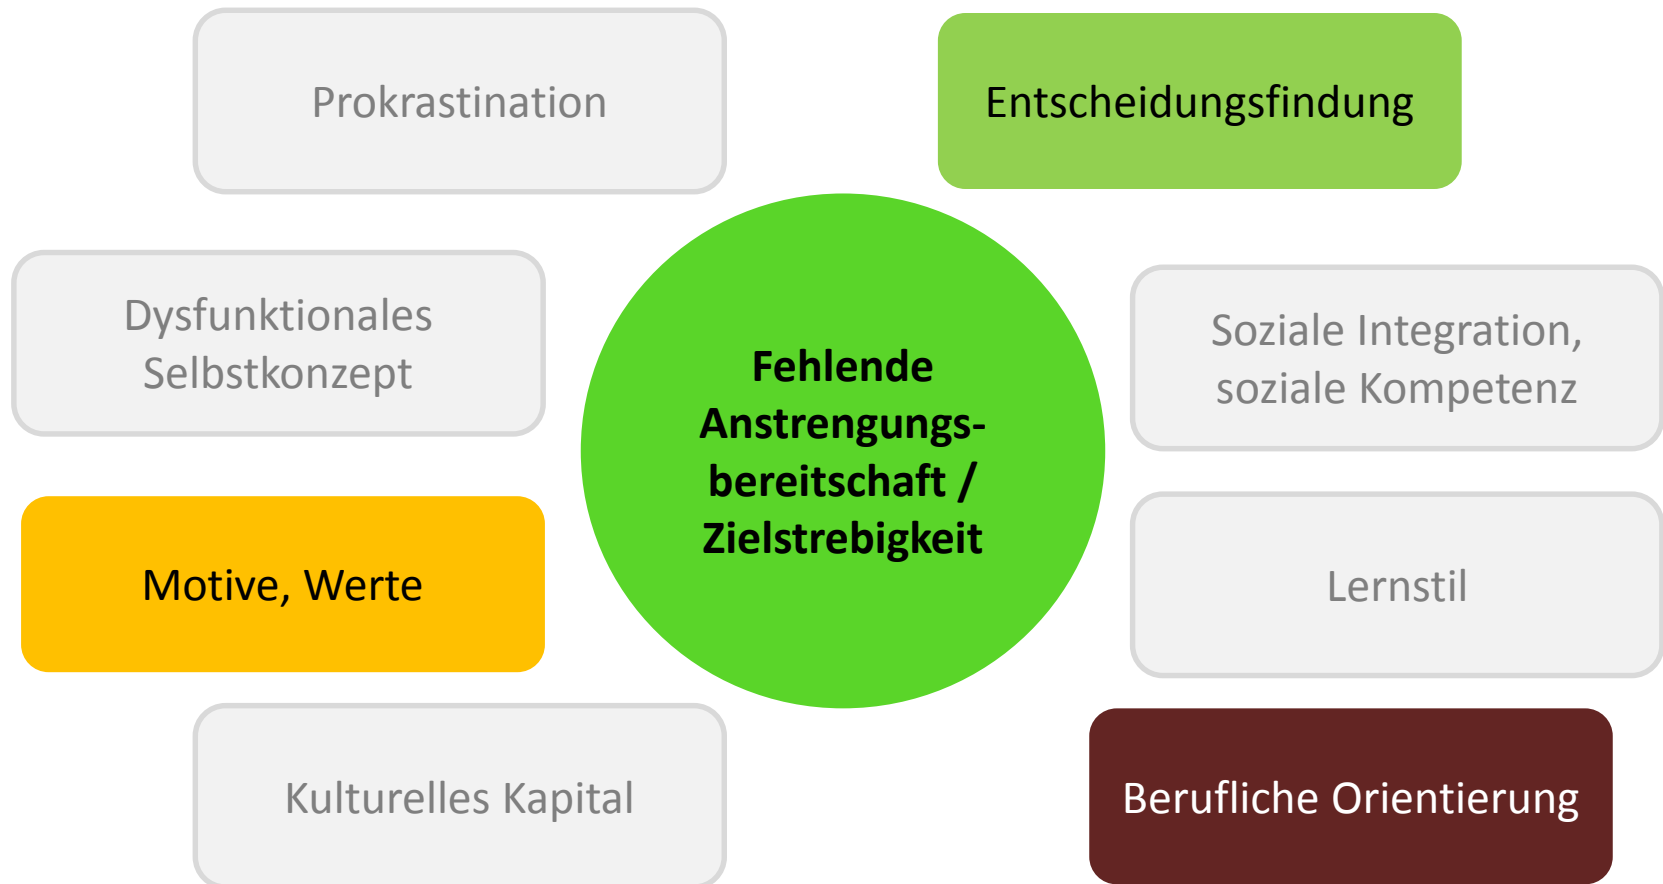 Prokrastination
Entscheidungsfindung
Dysfunktionales
Selbstkonzept
Fehlende
Anstrengungs-
bereitschaft /
Zielstrebigkeit
Soziale Integration,
soziale Kompetenz
Motive, Werte
Lernstil
Kulturelles Kapital
Berufliche Orientierung